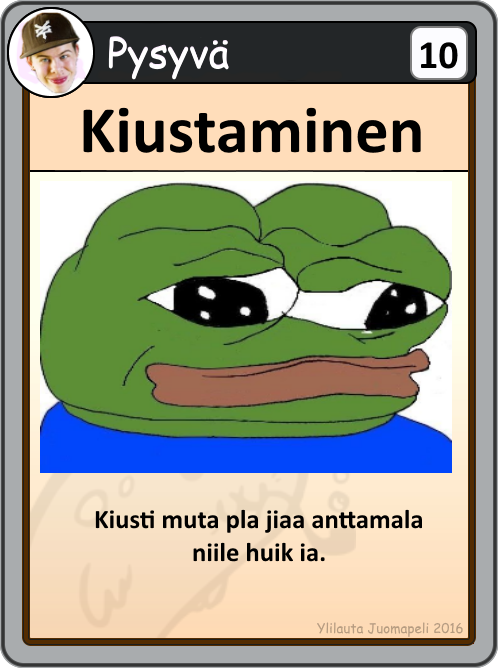 Pysyvä
10
Kiustaminen
Kiusti muta pla jiaa anttamala
niile huik ia.
Ylilauta Juomapeli 2016